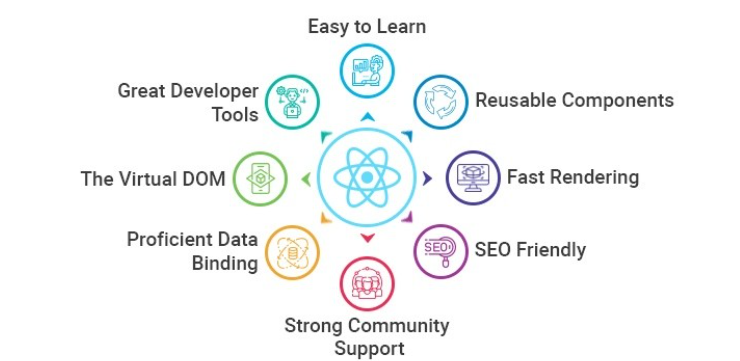 Easy to Learn
Great Developer
Tools
Reusable Components
The Virtual DOM
Fast Rendering
Proficient Data
Binding
SEO
SEO Friendly
Strong Community
Support